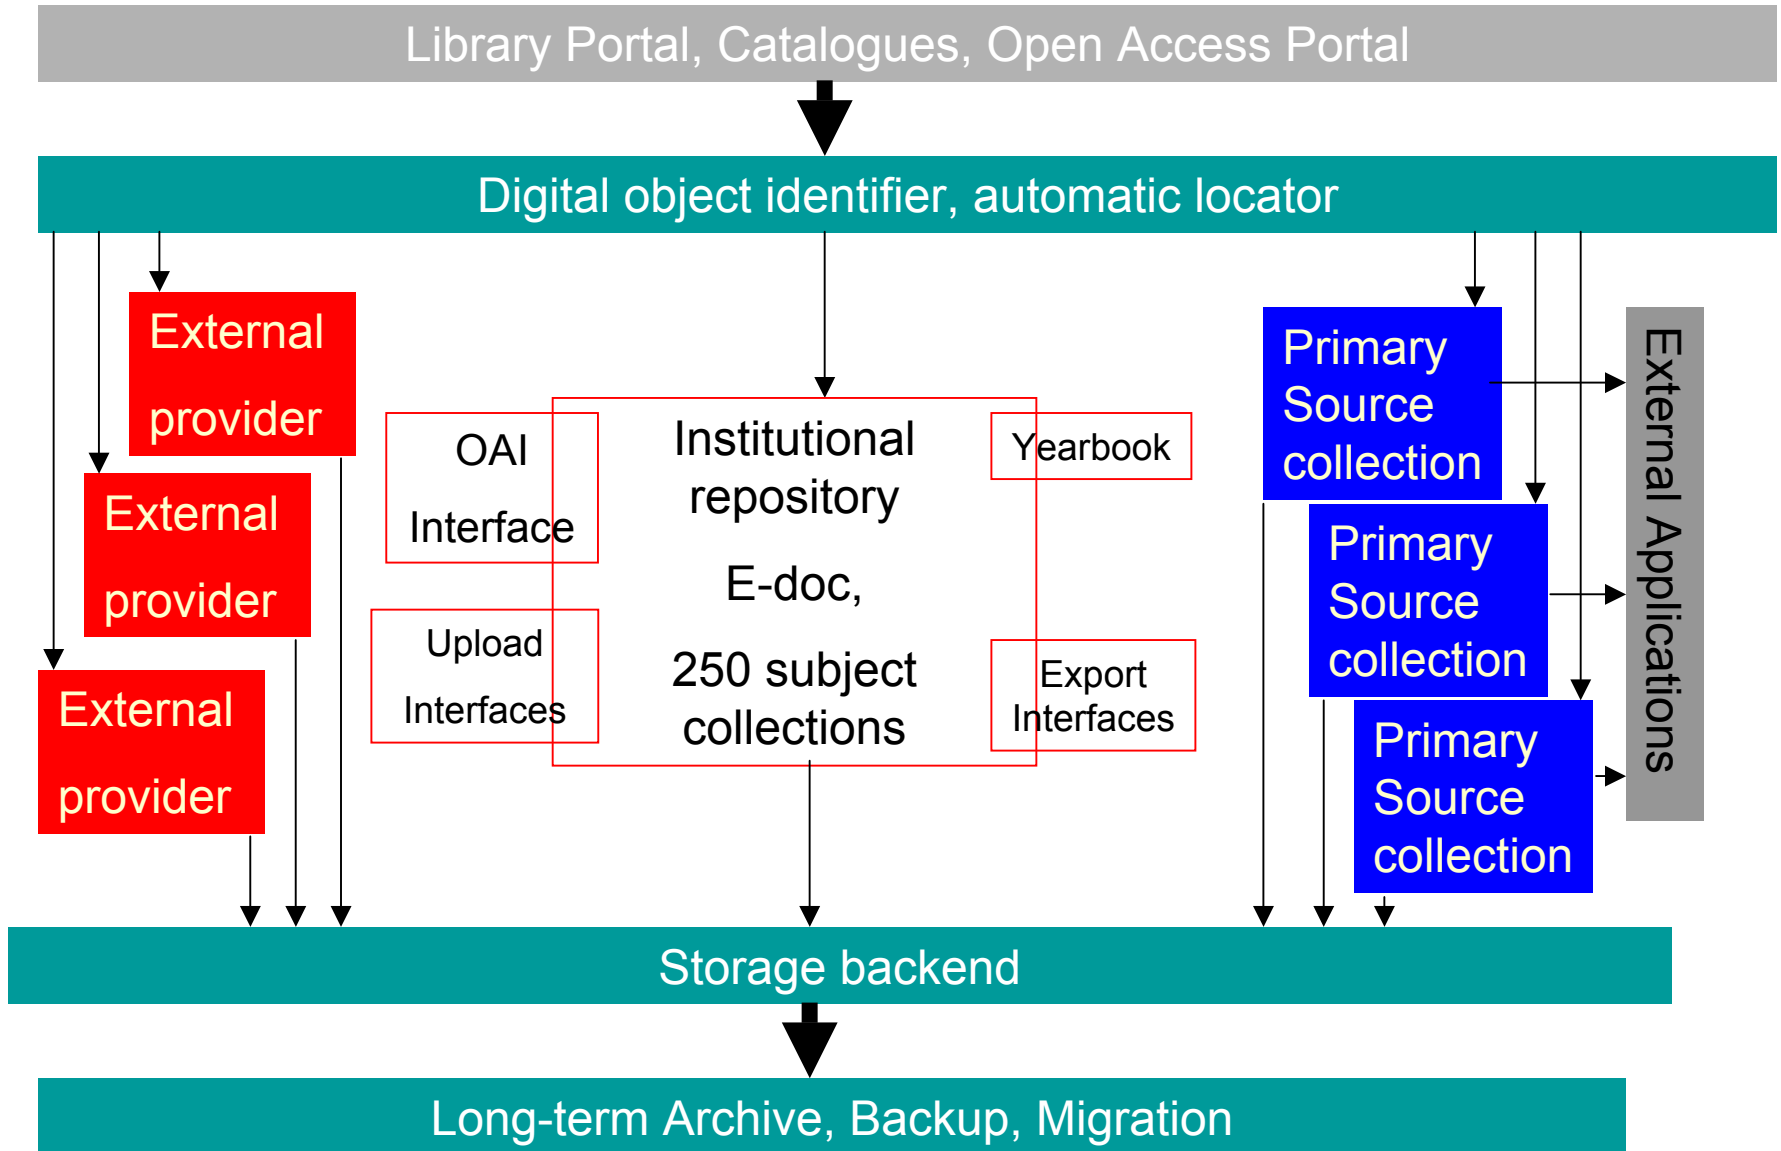 Library Portal, Catalogues, Open Access Portal
Digital object identifier, automatic locator
External
provider
External
provider
External
provider
OAI
Interface
Upload
Interfaces
Institutional
repository
E-doc,
250 subject
collections
Yearbook
Export
Interfaces
Primary
Source
collection
Primary
Source
collection
Primary
Source
collection
External Applications
Storage backend
Long-term Archive, Backup, Migration